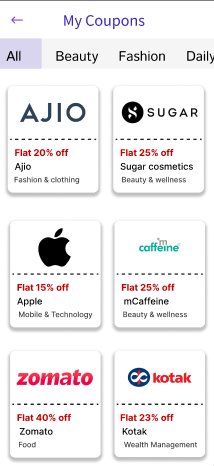 My Coupons
All Beauty Fashion Daily
AJIO
SUGAR
Flat 20% off
Flat 25% off
Ajio
Sugar cosmetics
Fashion & clothing
Beauty & wellness
mcaffeine
Flat 15% off
Flat 25% off
Apple
mCaffeine
Mobile & Technology
Beauty & wellness
zomato
kotak
Flat 40% off
Flat 23% off
Zomato
Kotak
Food
Wealth Management